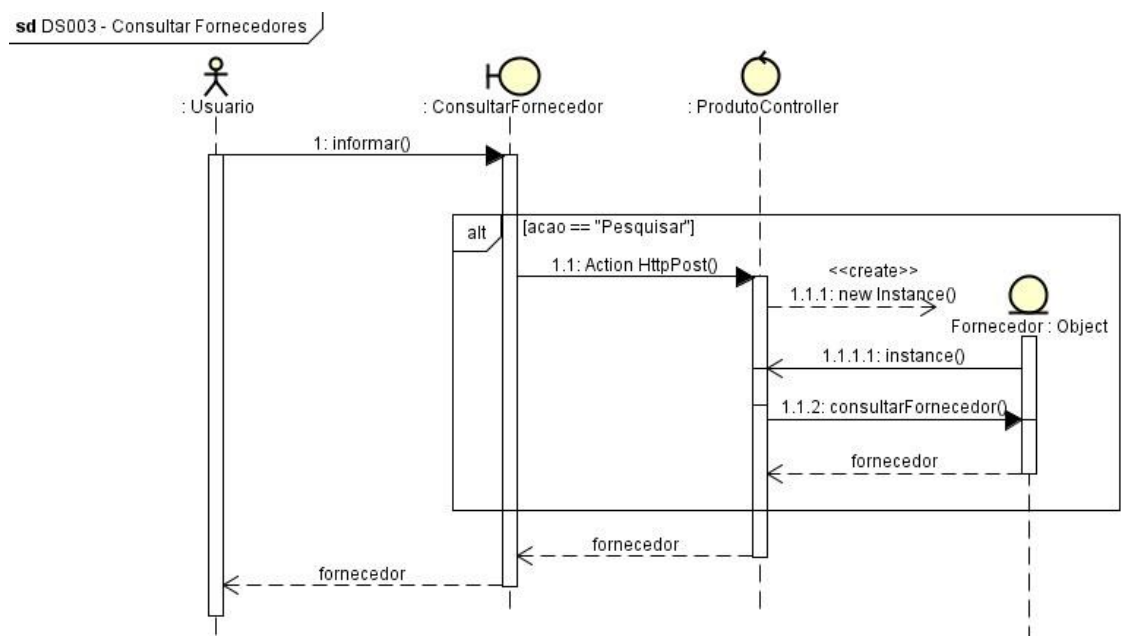 sd DS003 - Consultar Fornecedores
: Usuario
: ConsultarFornecedor
: ProdutoController
1: informar()
alt
[acao == "Pesquisar"]
1.1: Action HttpPost()
<<create>>
1.1.1: new Instance()
Fornecedor : Object
1.1.1.1: instance()
1.1.2: consultarFornecedor()
fornecedor
fornecedor
fornecedor